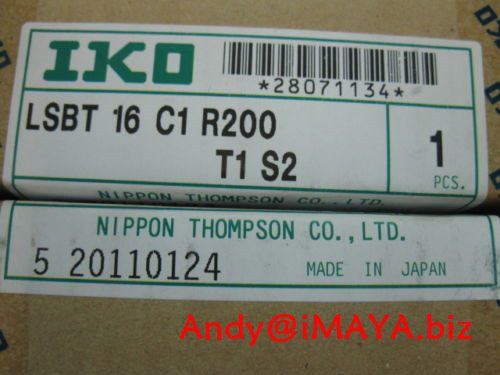 IKO
*28071134*
LSBT 16 C1 R200
T1 S2
1
PCS.
NIPPON THOMPSON CO., LTD.
NIPPON THOMPSON CO., LTD.
5 20110124
MADE IN JAPAN
Andy@iMAYA.biz